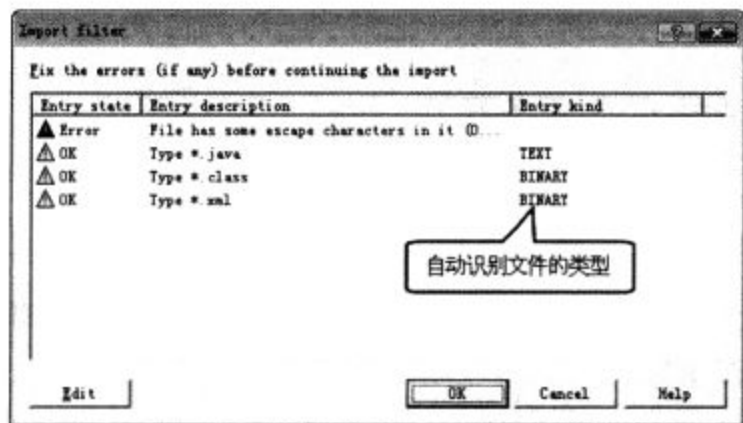 Import filter
Fix the errors (if any) before continuing the import
Entry state Entry description Entry kind
Error File has some escape characters in it (0...
OK Type *.java TEXT
OK Type *.class BINARY
OK Type *.xml BINARY
自动识别文件的类型
Edit OK Cancel Help